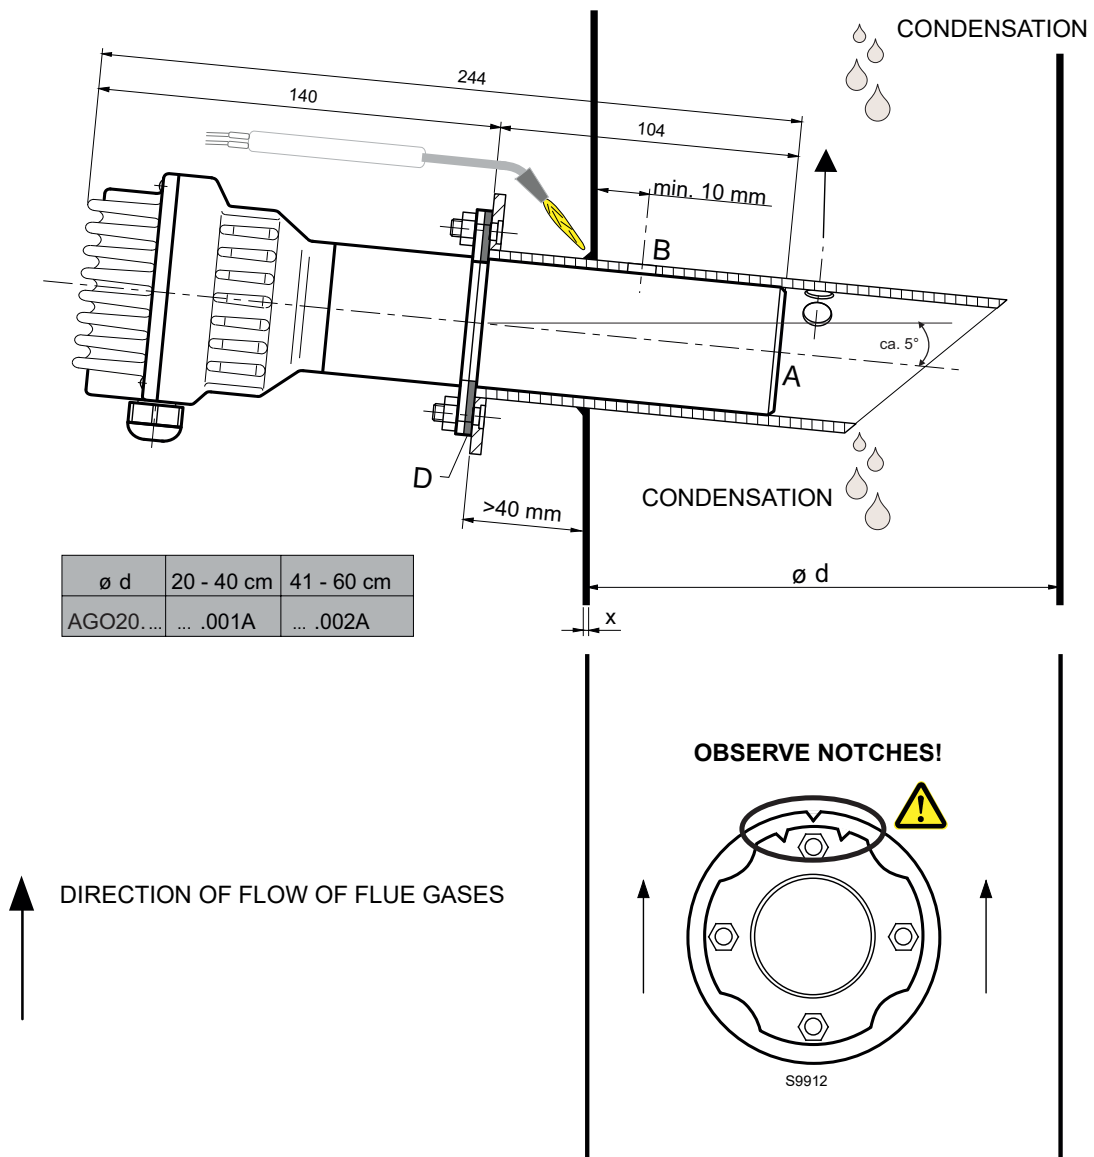 CONDENSATION
244
140
104
min. 10 mm
B
ca. 5°
A
D
CONDENSATION
>40 mm
ø d 20 - 40 cm 41 - 60 cm
AGO20.... ... .001A ... .002A
ø d
x
OBSERVE NOTCHES!
!
DIRECTION OF FLOW OF FLUE GASES
S9912